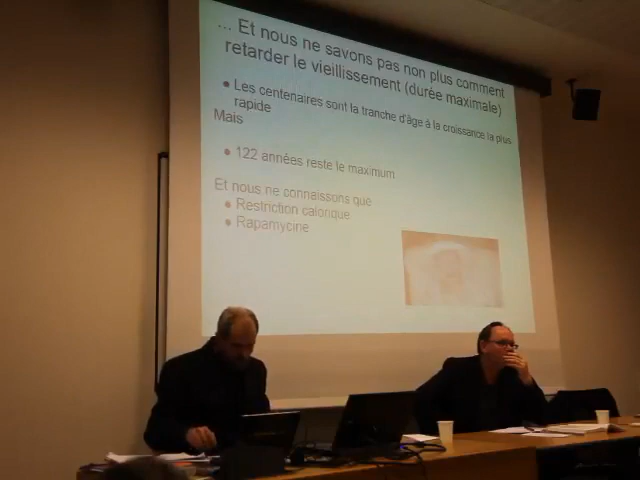 ... Et nous ne savons pas non plus comment
retarder le vieillissement (durée maximale)
• Les centenaires sont la tranche d'âge à la croissance la plus
rapide
Mais
• 122 années reste le maximum
Et nous ne connaissons que
• Restriction calorique
• Rapamycine